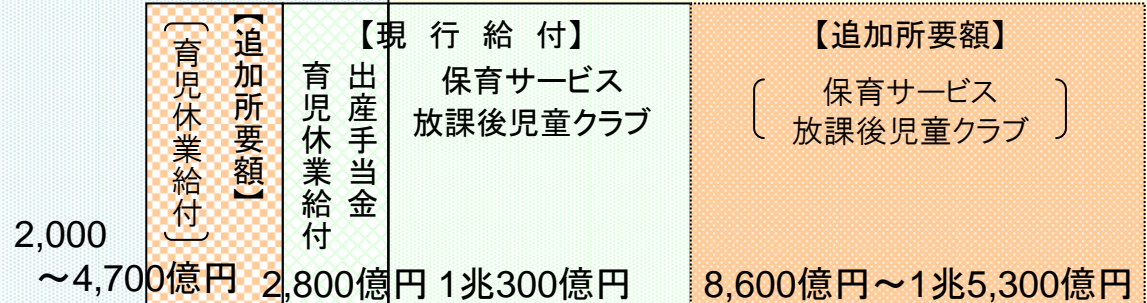 【追加所要額】
〔育児休業給付〕
2,000
～4,700億円
【現 行 給 付】
出産手当金
育児休業給付
2,800億円
保育サービス
放課後児童クラブ
1兆300億円
【追加所要額】
保育サービス
放課後児童クラブ
8,600億円～1兆5,300億円